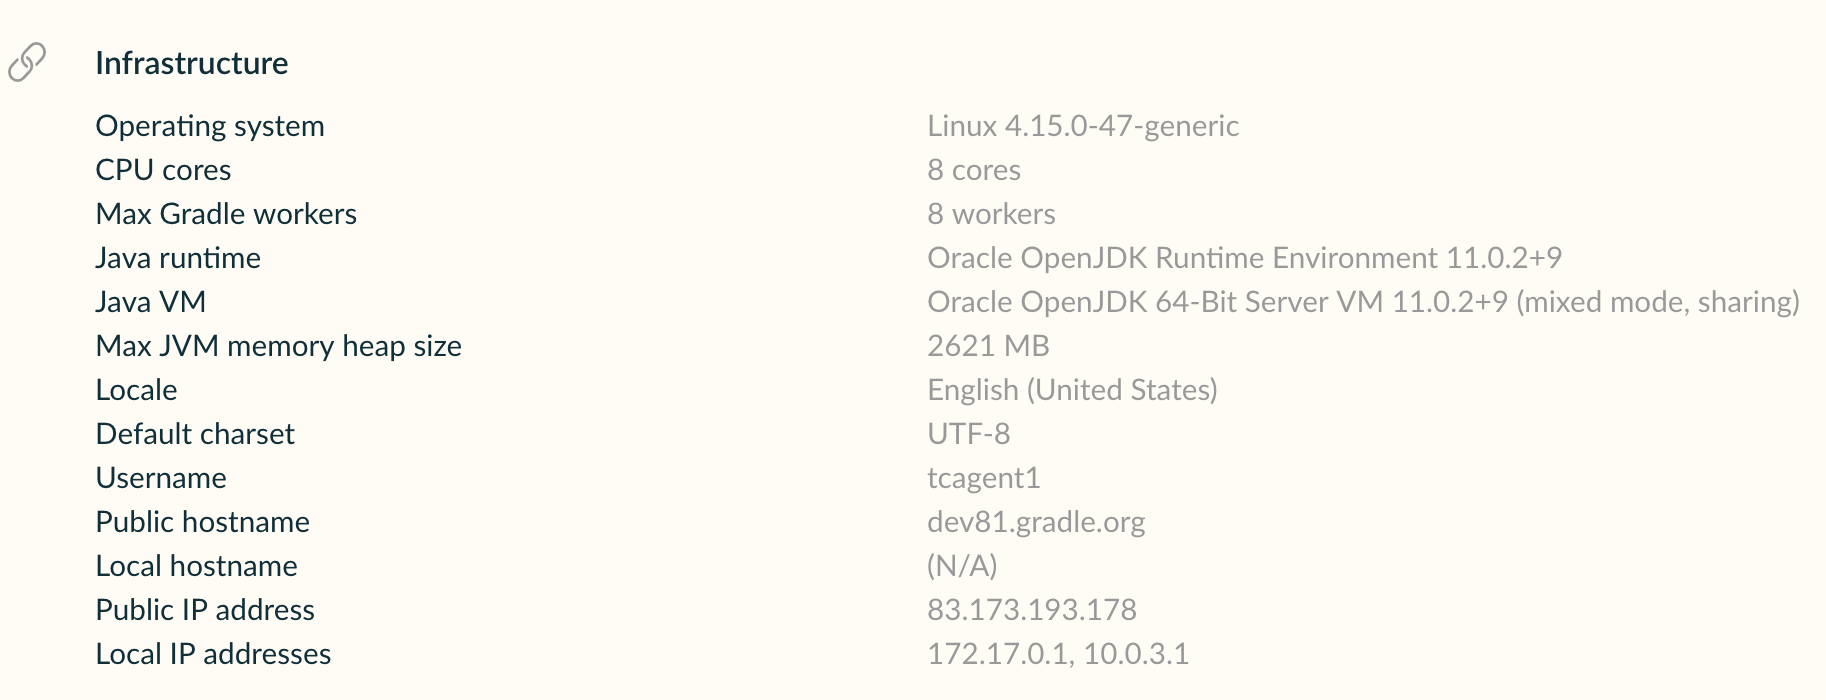 Infrastructure
Operating system Linux 4.15.0-47-generic
CPU cores 8 cores
Max Gradle workers 8 workers
Java runtime Oracle OpenJDK Runtime Environment 11.0.2+9
Java VM Oracle OpenJDK 64-Bit Server VM 11.0.2+9 (mixed mode, sharing)
Max JVM memory heap size 2621 MB
Locale English (United States)
Default charset UTF-8
Username tcagent1
Public hostname dev81.gradle.org
Local hostname (N/A)
Public IP address 83.173.193.178
Local IP addresses 172.17.0.1, 10.0.3.1